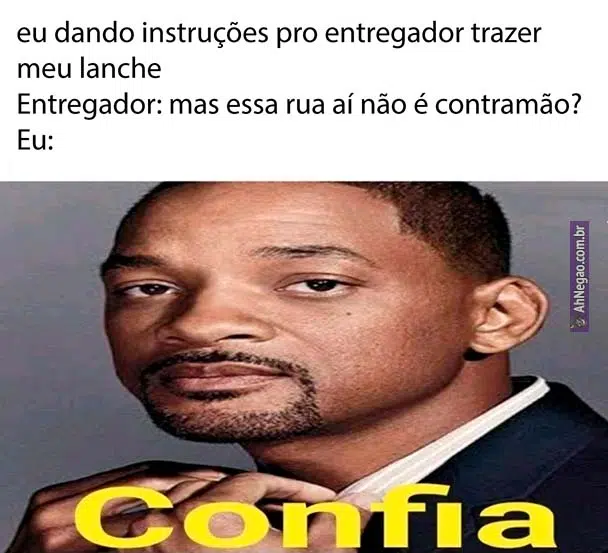 eu dando instruções pro entregador trazer
meu lanche
Entregador: mas essa rua aí não é contramão?
Eu:
AhNegao.com.br
Confia